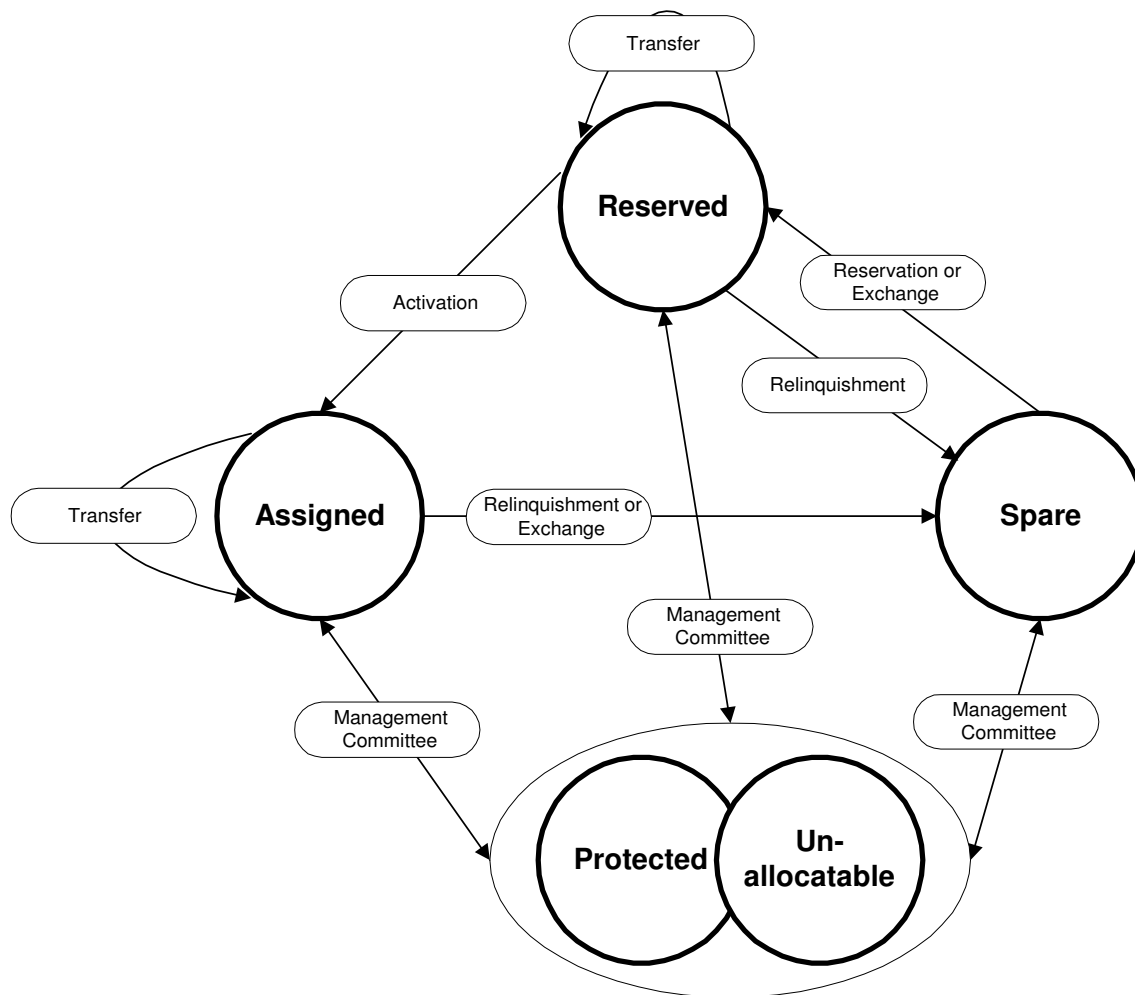 Transfer
Reserved
Reservation or
Exchange
Activation
Relinquishment
Transfer
Assigned
Relinquishment or
Exchange
Spare
Management
Committee
Management
Committee
Management
Committee
Protected
Un-
allocatable